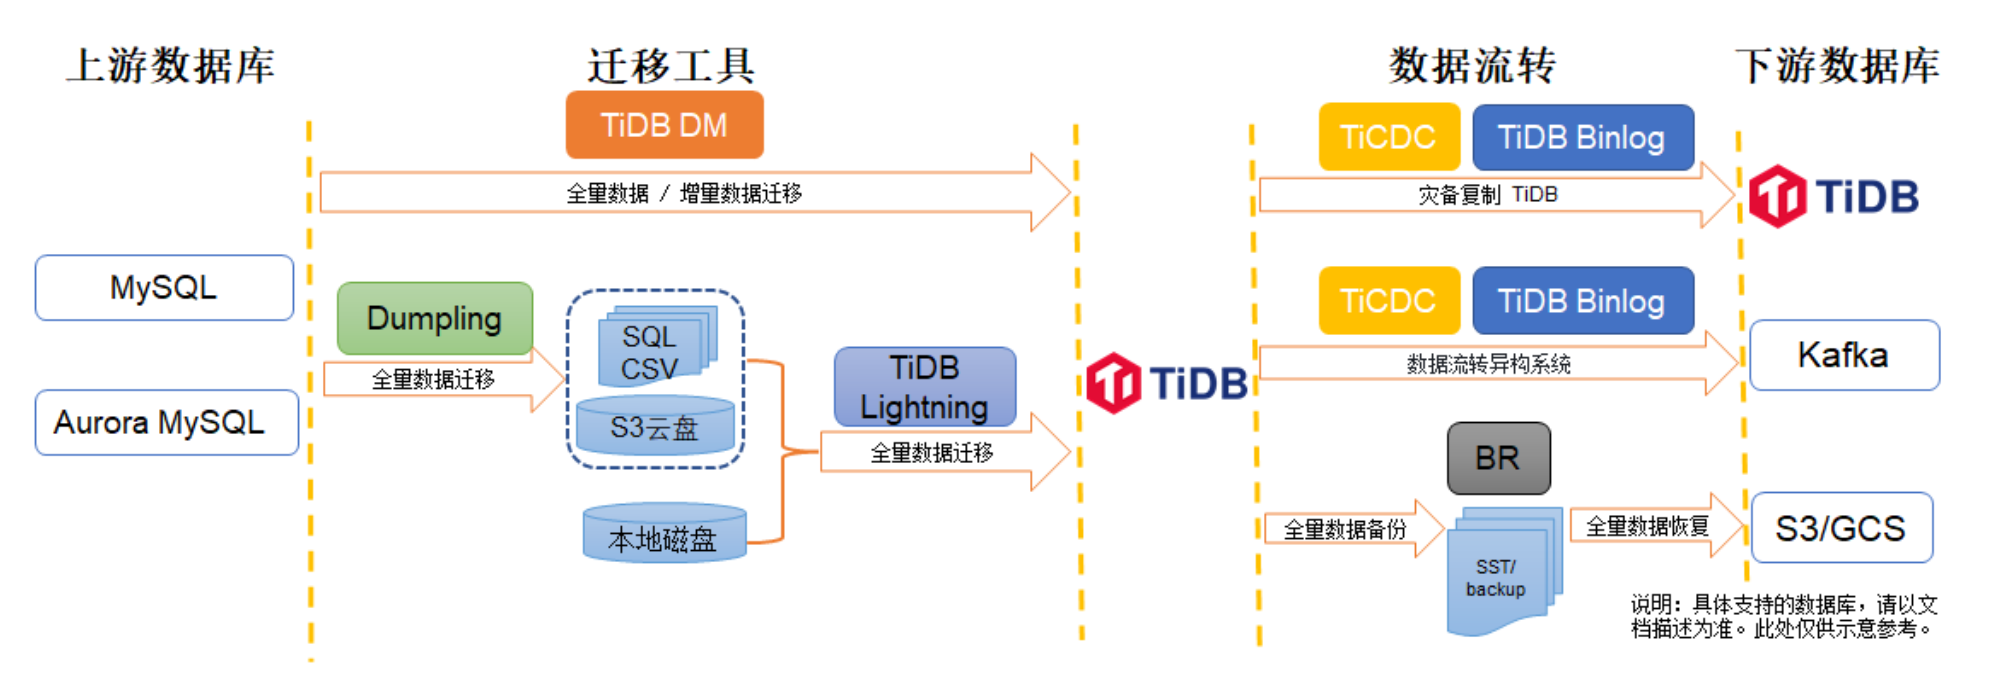 上游数据库
迁移工具
数据流转
下游数据库
TiDB DM
全量数据 / 增量数据迁移
TiCDC
TiDB Binlog
灾备复制 TiDB
TiDB
MySQL
Aurora MySQL
Dumpling
全量数据迁移
SQL
CSV
S3云盘
本地磁盘
TiDB
Lightning
全量数据迁移
TiDB
TiCDC
TiDB Binlog
数据流转异构系统
Kafka
BR
全量数据备份
SST/
backup
全量数据恢复
S3/GCS
说明：具体支持的数据库，请以文
档描述为准。此处仅供示意参考。